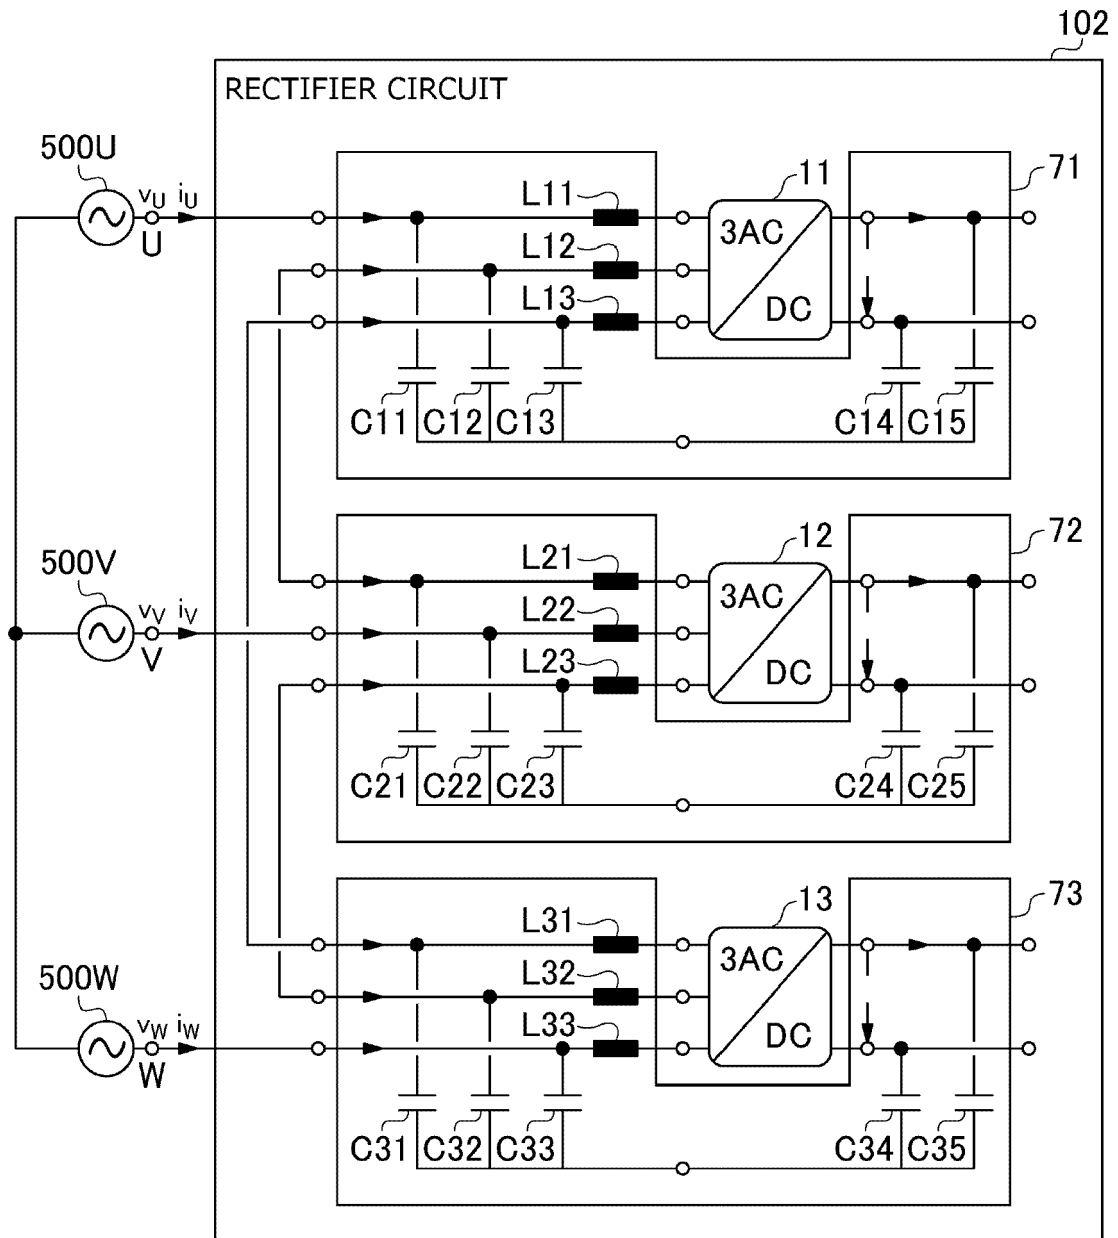 102
RECTIFIER CIRCUIT
500U
vU iU
U
L11
11
71
L12
3AC
L13
DC
C11 C12 C13 C14 C15
500V
vV iV
V
L21
12
72
L22
3AC
L23
DC
C21 C22 C23 C24 C25
500W
vW iW
W
L31
13
73
L32
3AC
L33
DC
C31 C32 C33 C34 C35